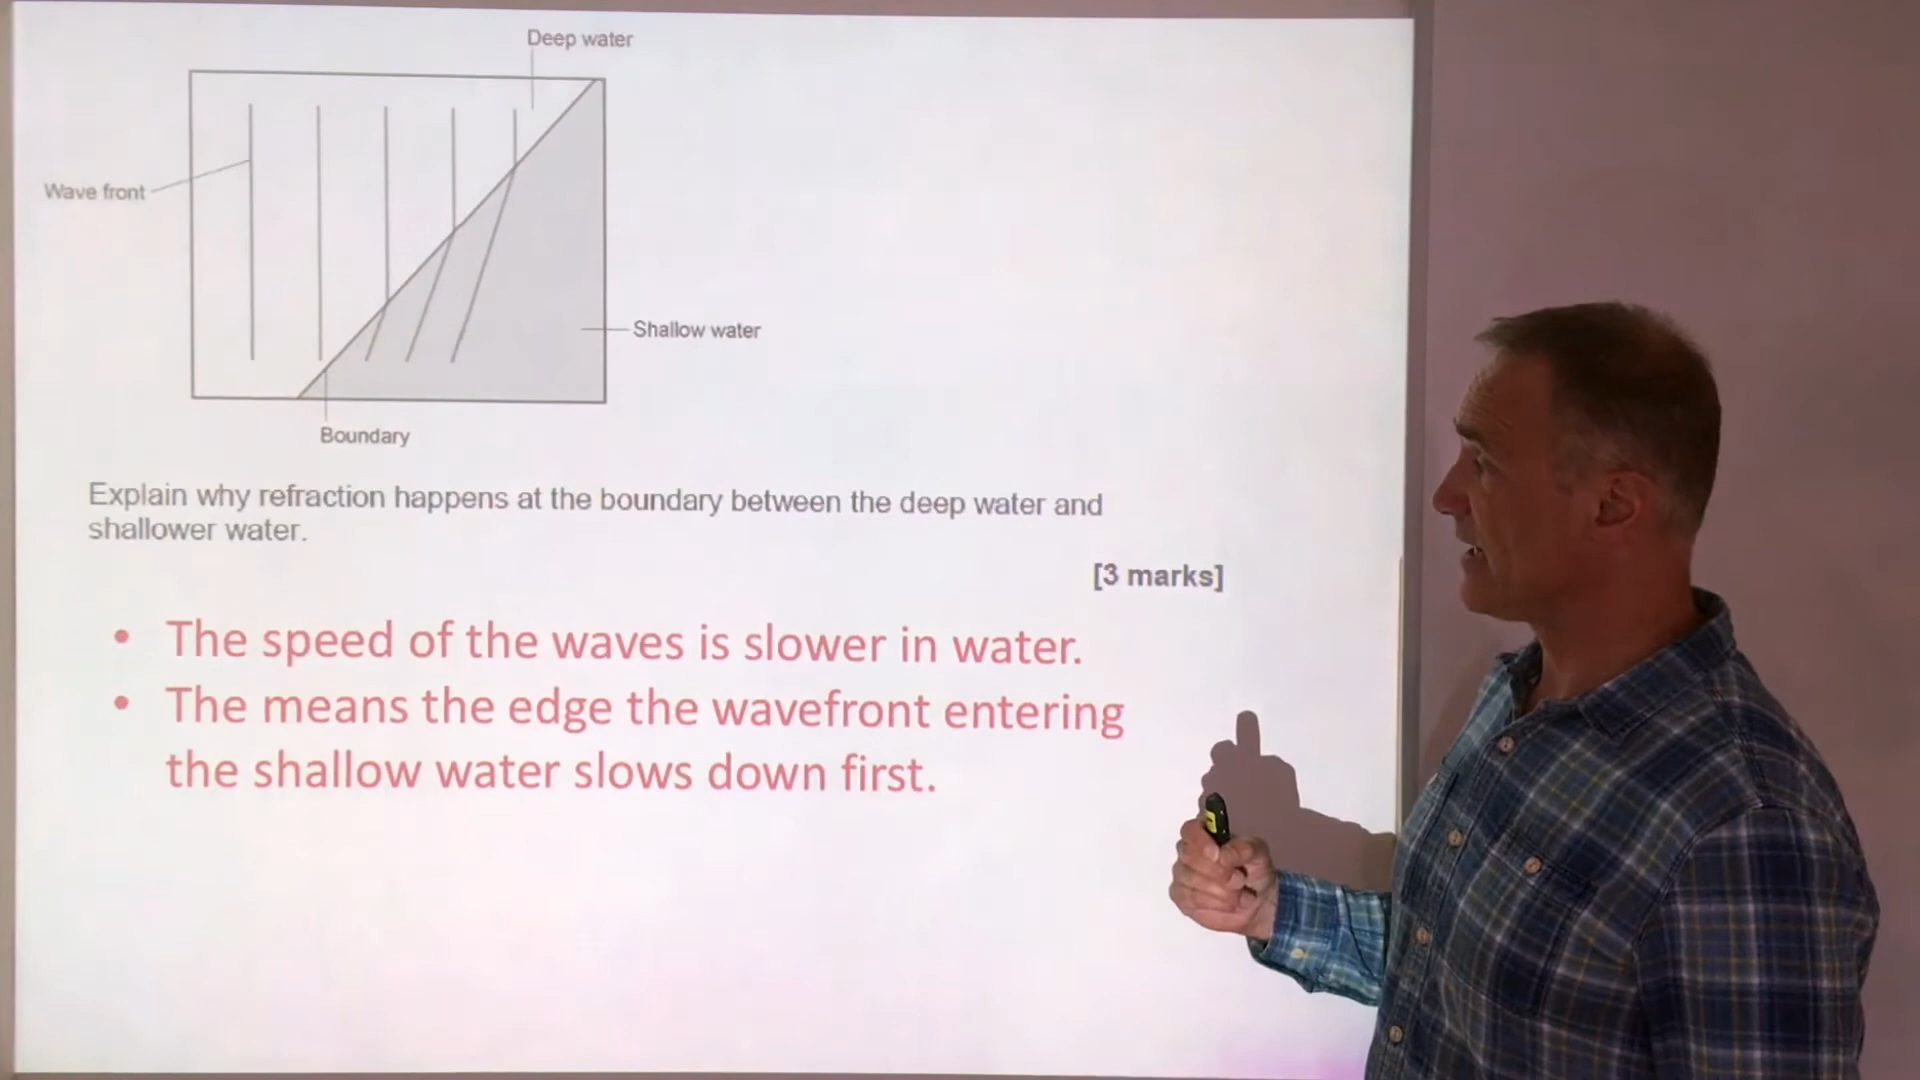 Deep water
Wave front
Shallow water
Boundary
Explain why refraction happens at the boundary between the deep water and
shallower water.
[3 marks]
• The speed of the waves is slower in water.
• The means the edge the wavefront entering
the shallow water slows down first.